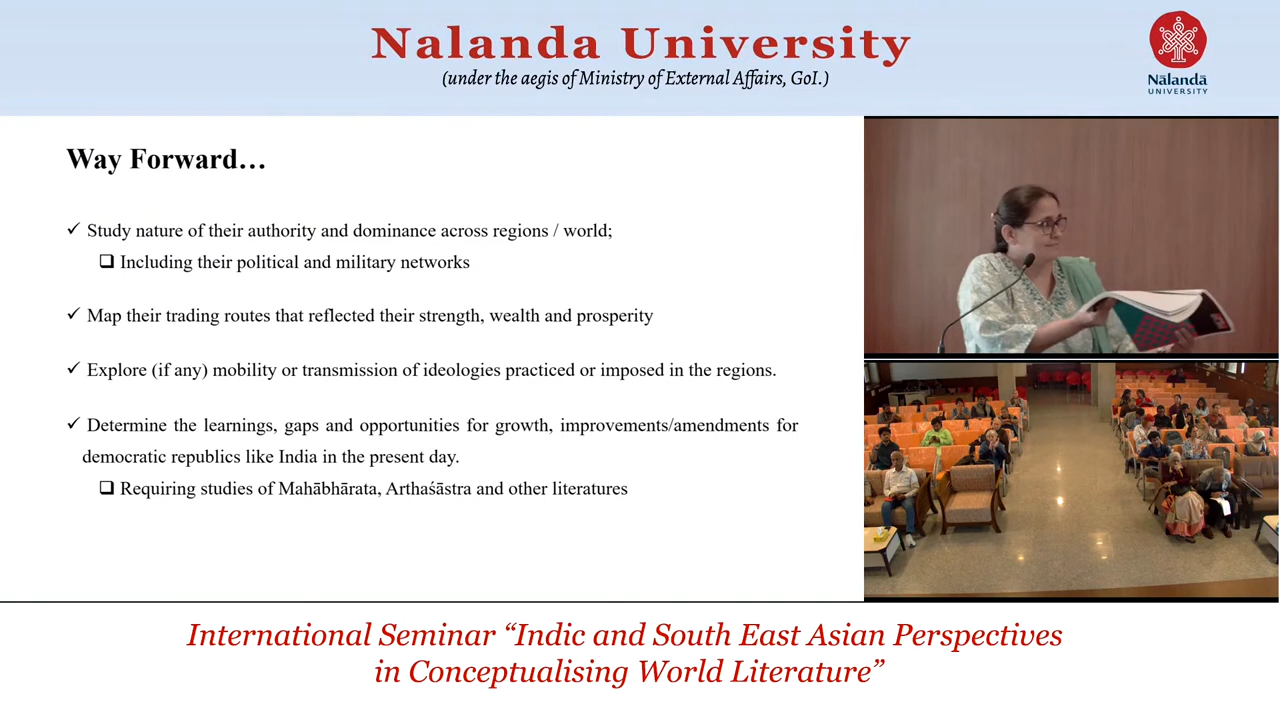 Nalanda University
(under the aegis of Ministry of External Affairs, GoI.)
Nālandā
UNIVERSITY
Way Forward…
✓ Study nature of their authority and dominance across regions / world;
❑ Including their political and military networks
✓ Map their trading routes that reflected their strength, wealth and prosperity
✓ Explore (if any) mobility or transmission of ideologies practiced or imposed in the regions.
✓ Determine the learnings, gaps and opportunities for growth, improvements/amendments for
democratic republics like India in the present day.
❑ Requiring studies of Mahābhārata, Arthaśāstra and other literatures
International Seminar “Indic and South East Asian Perspectives
in Conceptualising World Literature”